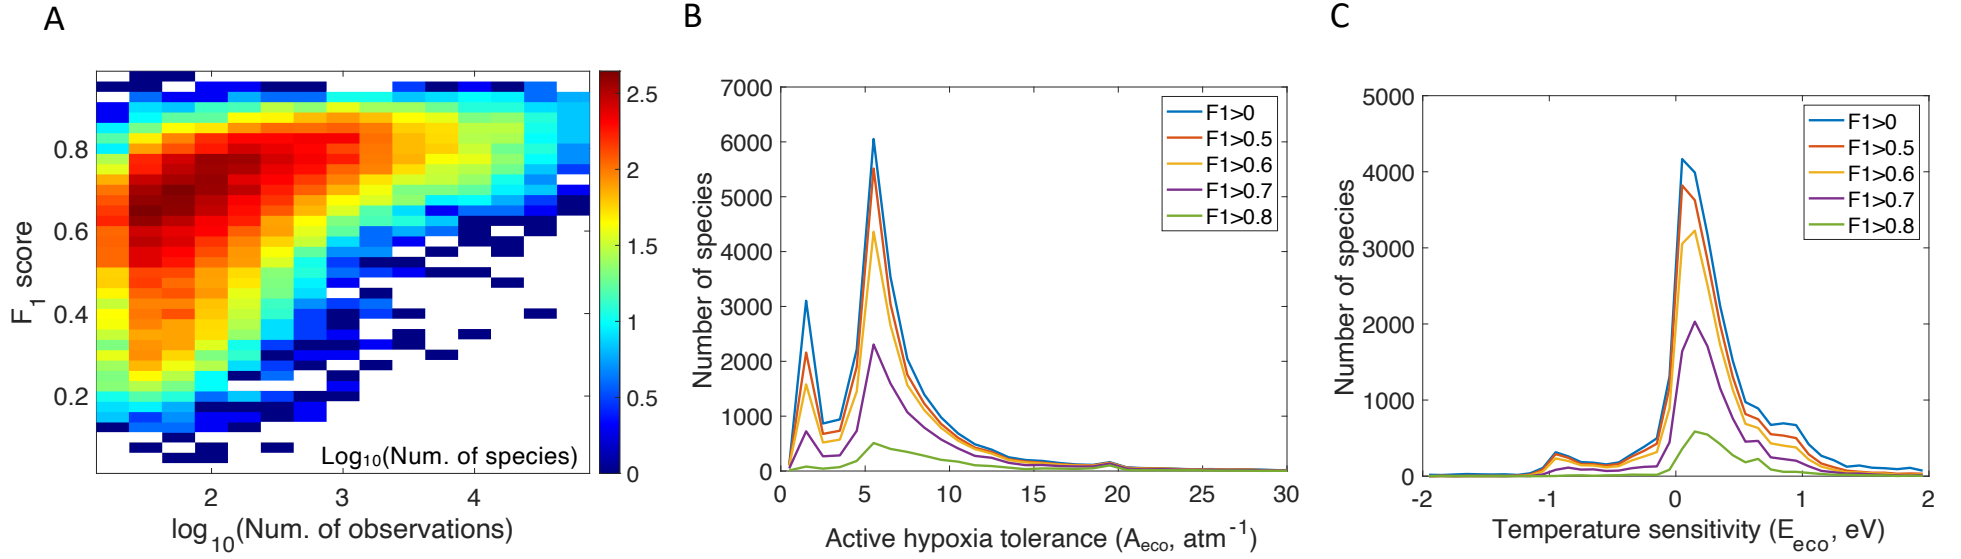 A
F1 score
0.8
0.6
0.4
0.2
2
3
4
log10(Num. of observations)
Log10(Num. of species)
2.5
2
1.5
1
0.5
0
B
Number of species
7000
6000
5000
4000
3000
2000
1000
0
0
5
10
15
20
25
30
Active hypoxia tolerance (Aeco, atm-1)
F1>0
F1>0.5
F1>0.6
F1>0.7
F1>0.8
C
Number of species
5000
4000
3000
2000
1000
0
-2
-1
0
1
2
Temperature sensitivity (Eeco, eV)
F1>0
F1>0.5
F1>0.6
F1>0.7
F1>0.8